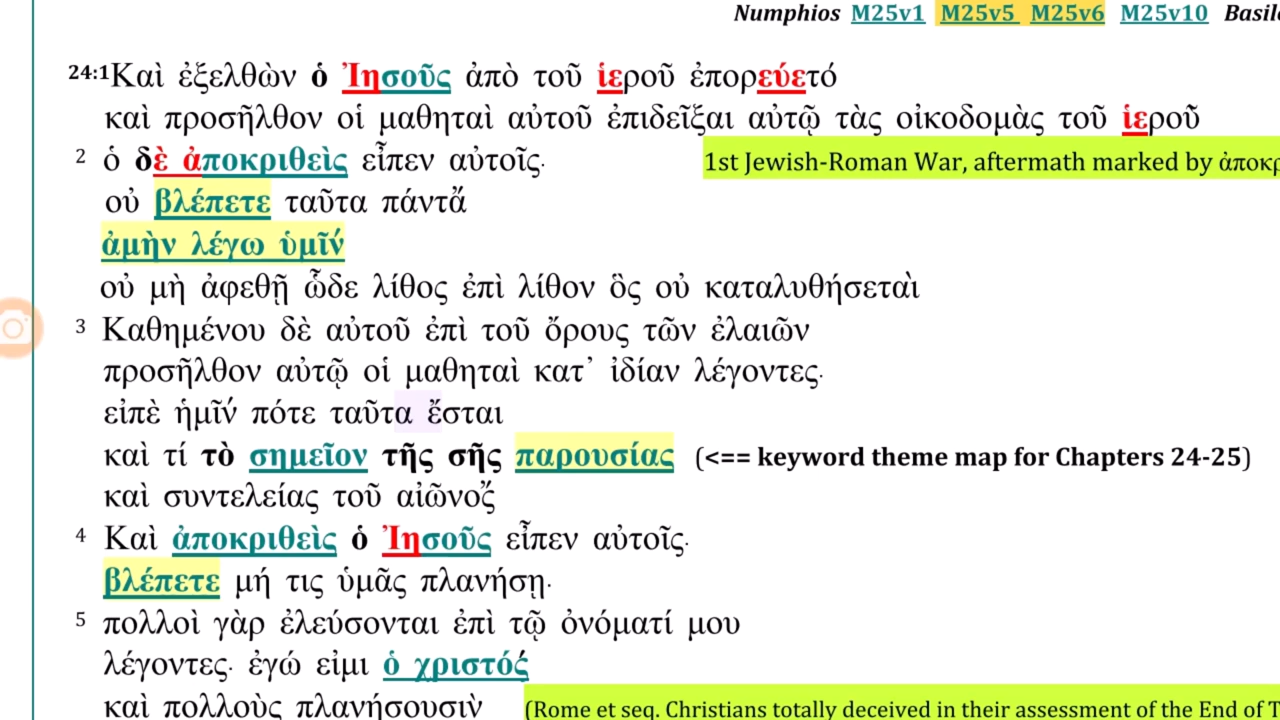 Numphios M25v1 M25v5 M25v6 M25v10
24:1Καὶ ἐξελθὼν ὁ Ἰησοῦς ἀπὸ τοῦ ἱεροῦ ἐπορεύετό
καὶ προσῆλθον οἱ μαθηταὶ αὐτοῦ ἐπιδεῖξαι αὐτῷ τὰς οἰκοδομὰς τοῦ ἱεροῦ
2 ὁ δὲ ἀποκριθεὶς εἶπεν αὐτοῖς· 1st Jewish-Roman War, aftermath marked by
οὐ βλέπετε ταῦτα πάντἄ
ἀμὴν λέγω ὑμῖν́
οὐ μὴ ἀφεθῇ ὧδε λίθος ἐπὶ λίθον ὃς οὐ καταλυθήσεταὶ
3 Καθημένου δὲ αὐτοῦ ἐπὶ τοῦ ὄρους τῶν ἐλαιῶν
προσῆλθον αὐτῷ οἱ μαθηταὶ κατ᾽ ἰδίαν λέγοντες·
εἰπὲ ἡμῖν́ πότε ταῦτα ἔσται
καὶ τί τὸ σημεῖον τῆς σῆς παρουσίας (<== keyword theme map for Chapters 24-25)
καὶ συντελείας τοῦ αἰῶνος̌
4 Καὶ ἀποκριθεὶς ὁ Ἰησοῦς εἶπεν αὐτοῖς·
βλέπετε μή τις ὑμᾶς πλανήσῃ·
5 πολλοὶ γὰρ ἐλεύσονται ἐπὶ τῷ ὀνόματί μου
λέγοντες· ἐγώ εἰμι ὁ χριστός́
καὶ πολλοὺς πλανήσουσιν̀ (Rome et seq. Christians totally deceived in their assessment of the End of